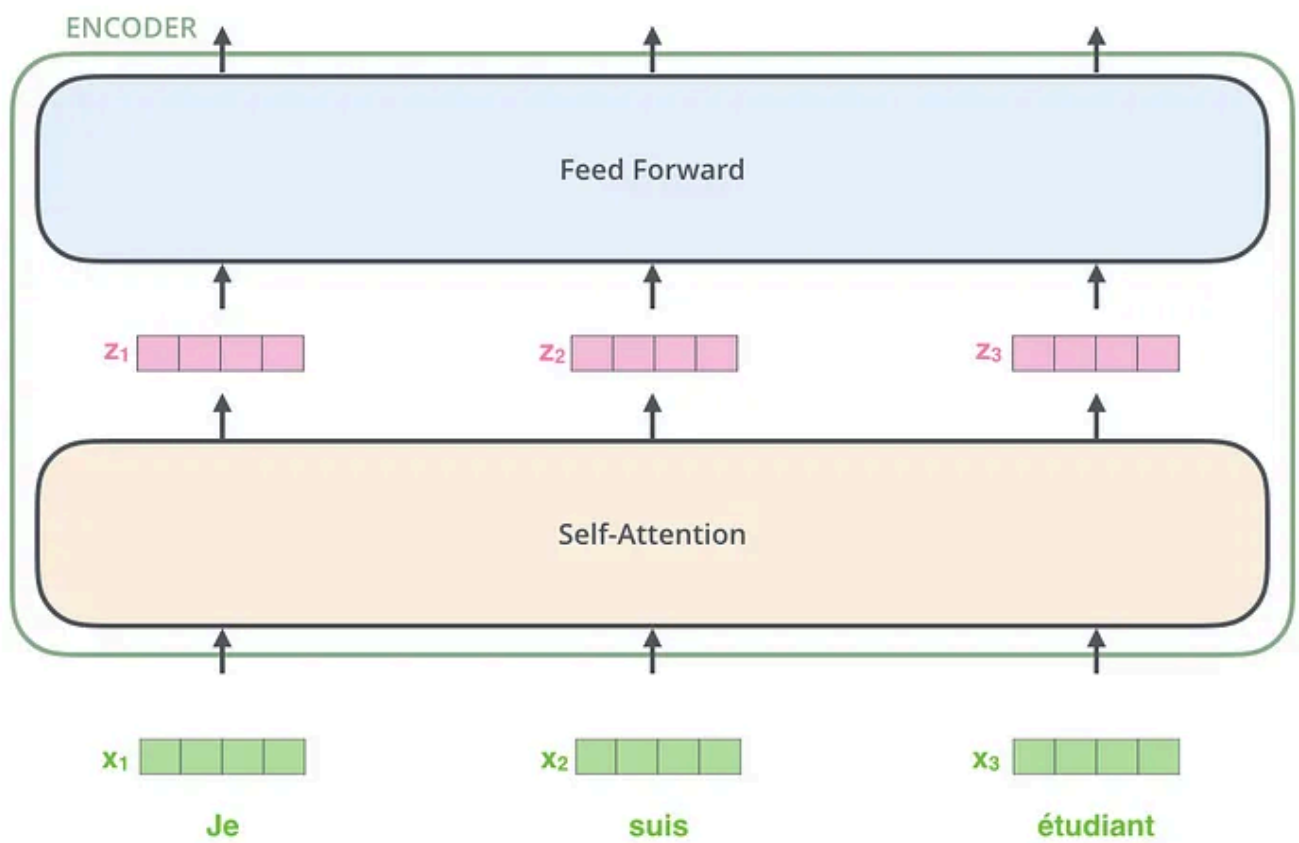 ENCODER
Feed Forward
z₁ z₂ z₃
Self-Attention
x₁ x₂ x₃
Je suis étudiant